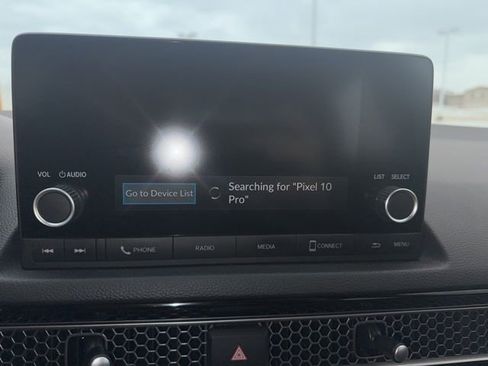 VOL AUDIO
LIST SELECT
Go to Device List
Searching for "Pixel 10
Pro"
PHONE RADIO MEDIA CONNECT MENU